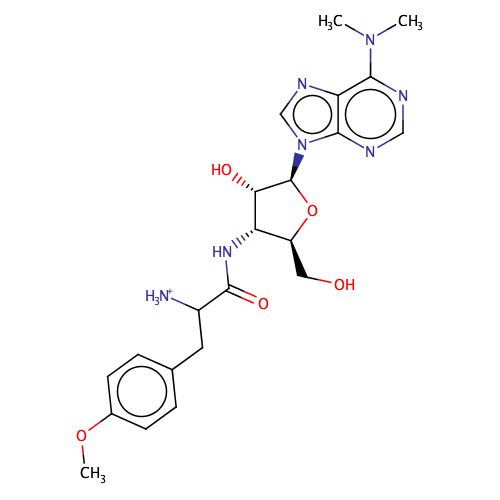 H₃C CH₃
N
N N
N N
HO
O
HN OH
H₃N⁺ O
O
CH₃